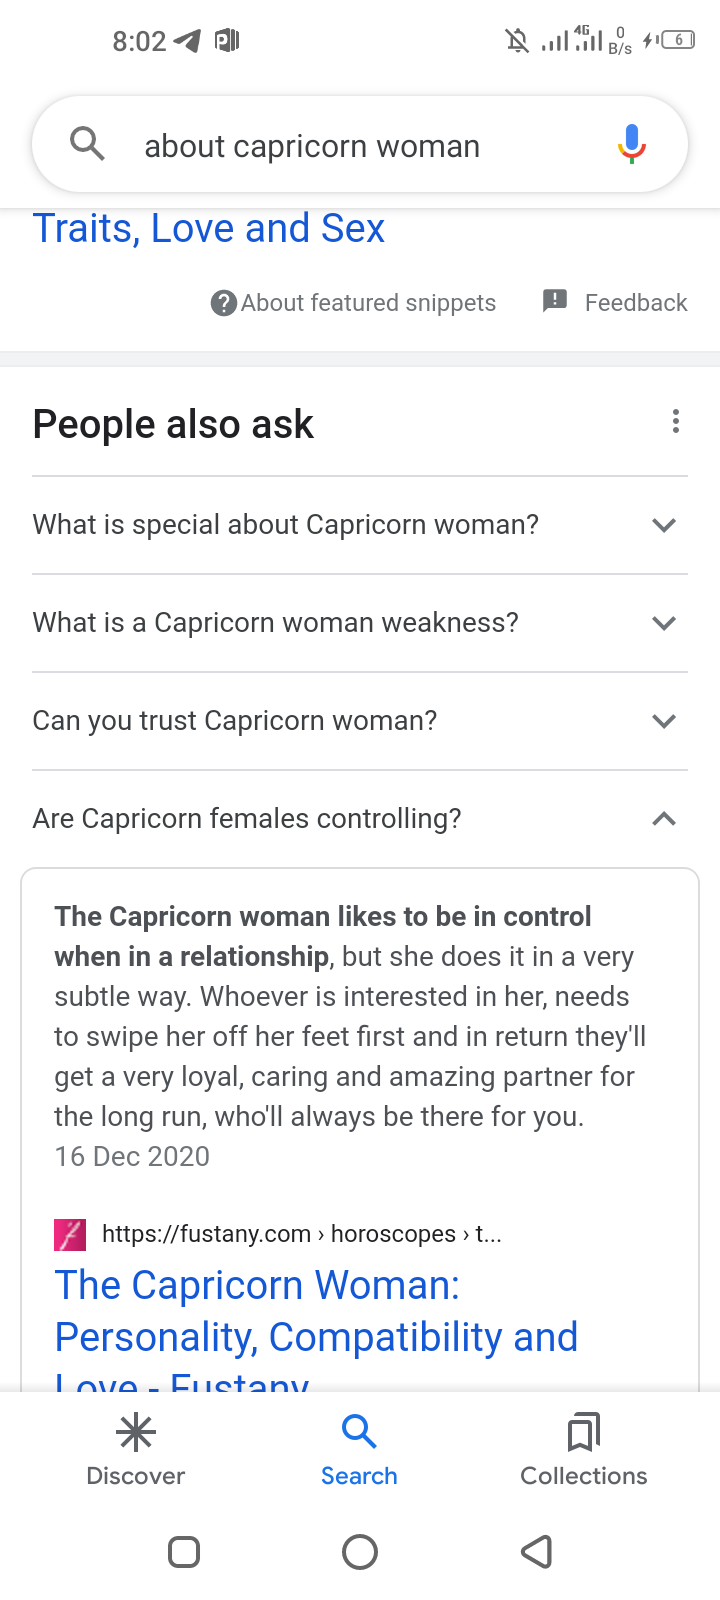 8:02
4G
0
B/s
6
about capricorn woman
Traits, Love and Sex
About featured snippets
Feedback
People also ask
What is special about Capricorn woman?
What is a Capricorn woman weakness?
Can you trust Capricorn woman?
Are Capricorn females controlling?
The Capricorn woman likes to be in control
when in a relationship, but she does it in a very
subtle way. Whoever is interested in her, needs
to swipe her off her feet first and in return they'll
get a very loyal, caring and amazing partner for
the long run, who'll always be there for you.
16 Dec 2020
https://fustany.com › horoscopes › t...
The Capricorn Woman:
Personality, Compatibility and
Love - Fustany
Discover
Search
Collections